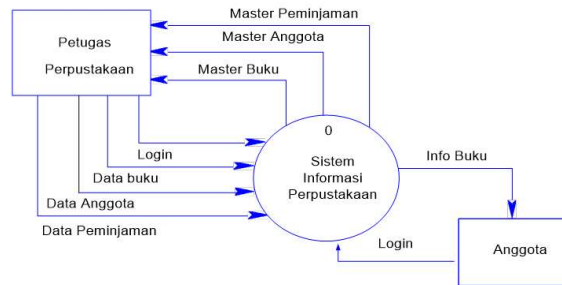 Master Peminjaman
Petugas
Perpustakaan
Master Anggota
Master Buku
0
Sistem
Informasi
Perpustakaan
Login
Data buku
Data Anggota
Data Peminjaman
Info Buku
Login
Anggota